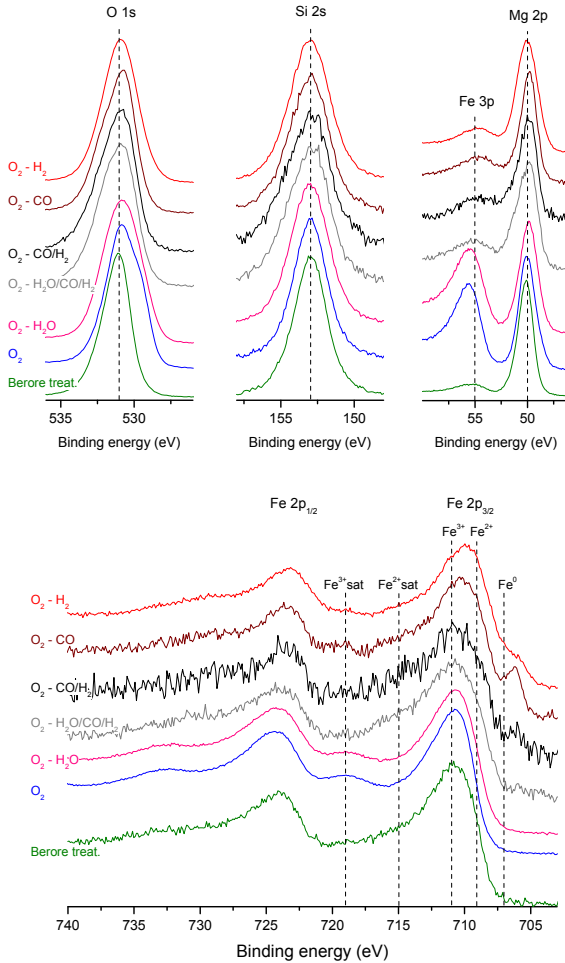 O 1s
Si 2s
Mg 2p
Fe 3p
O₂ - H₂
O₂ - CO
O₂ - CO/H₂
O₂ - H₂O/CO/H₂
O₂ - H₂O
O₂
Berore treat.
535 530
155 150
55 50
Binding energy (eV)
Binding energy (eV)
Binding energy (eV)
Fe 2p₁/₂
Fe 2p₃/₂
Fe³⁺ Fe²⁺
Fe³⁺sat
Fe²⁺sat
Fe⁰
O₂ - H₂
O₂ - CO
O₂ - CO/H₂
O₂ - H₂O/CO/H₂
O₂ - H₂O
O₂
Berore treat.
740 735 730 725 720 715 710 705
Binding energy (eV)